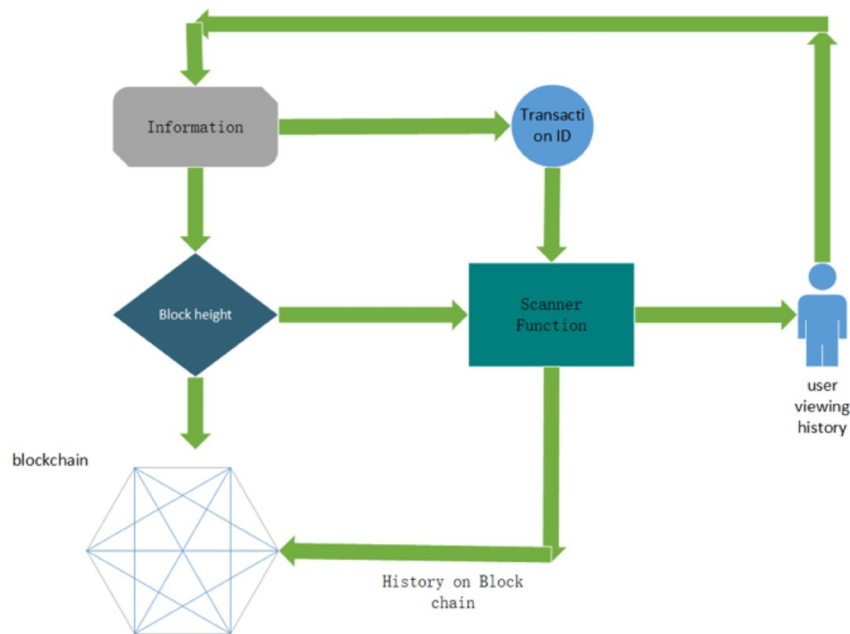 Information
Transacti
on ID
Block height
Scanner
Function
user
viewing
history
blockchain
History on Block
chain